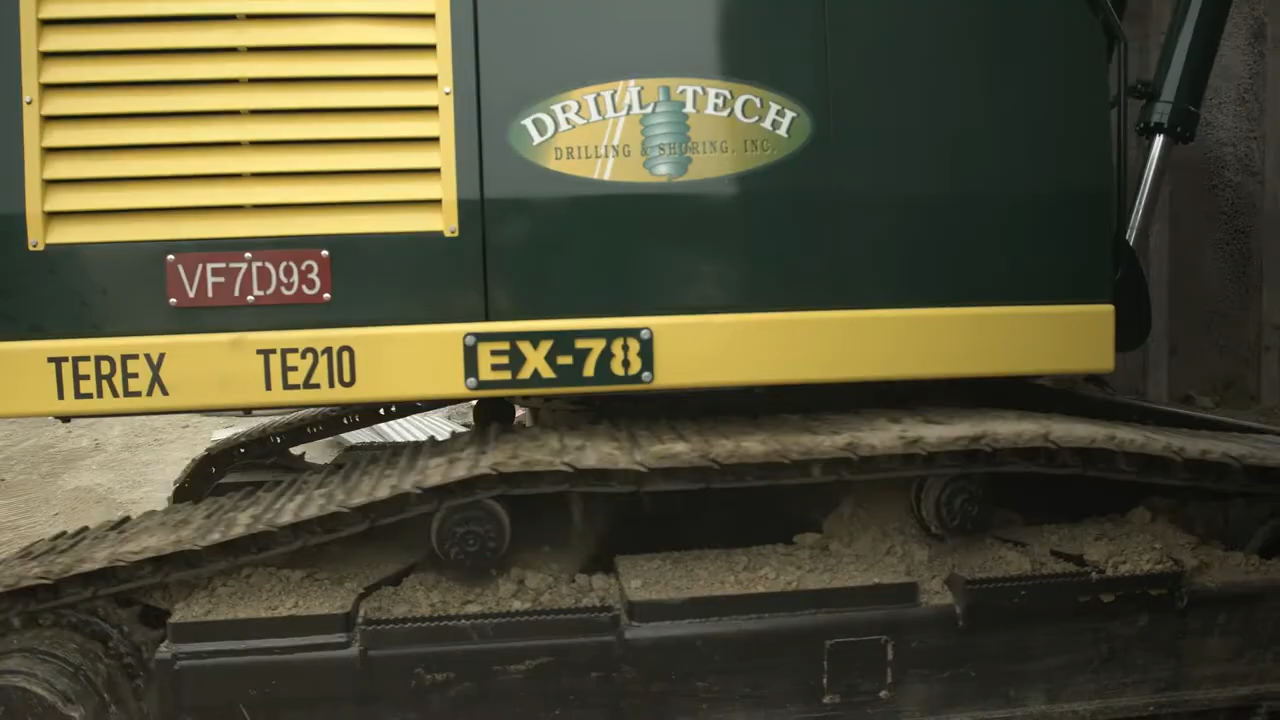 DRILL TECH
DRILLING & SHORING, INC.
VF7D93
TEREX TE210 EX-78